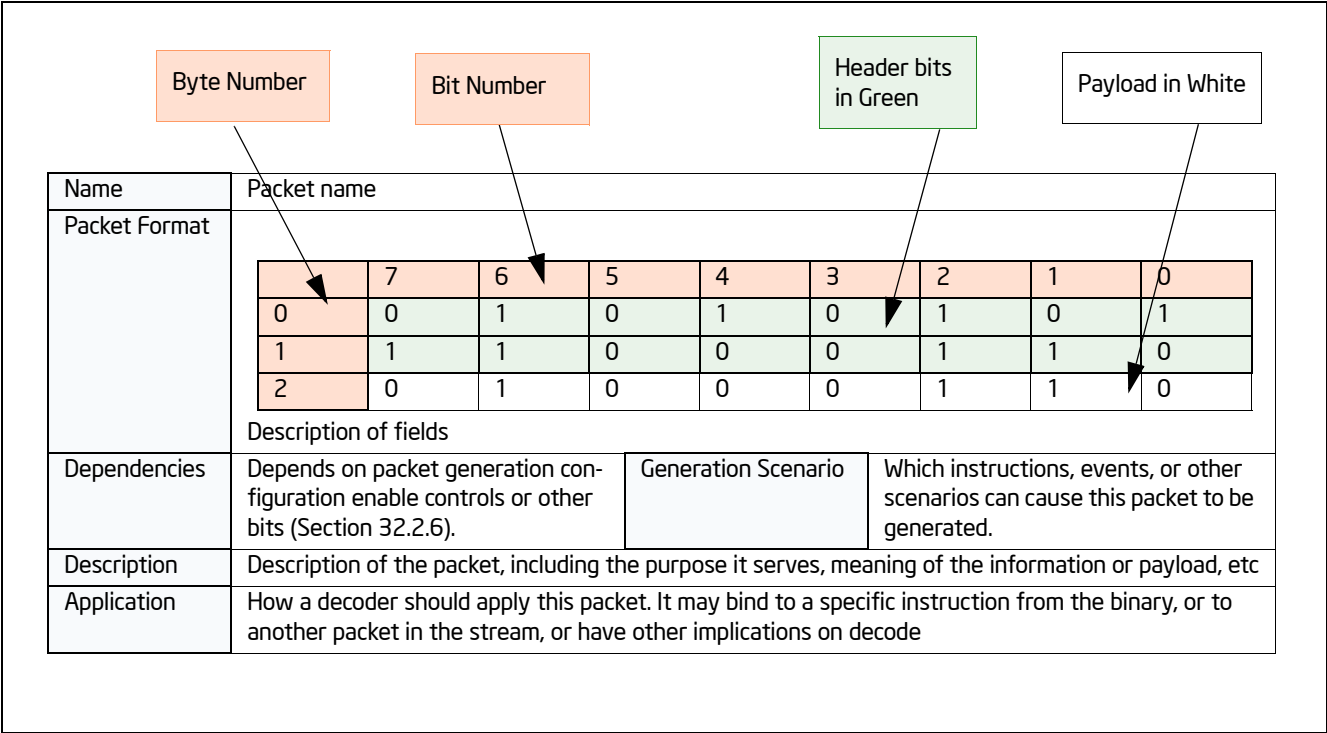 Byte Number
Bit Number
Header bits
in Green
Payload in White
Name
Packet name
Packet Format
7 6 5 4 3 2 1 0
0 0 1 0 1 0 1 0 1
1 1 1 0 0 0 1 1 0
2 0 1 0 0 0 1 1 0
Description of fields
Dependencies
Depends on packet generation con-
figuration enable controls or other
bits (Section 32.2.6).
Generation Scenario
Which instructions, events, or other
scenarios can cause this packet to be
generated.
Description
Description of the packet, including the purpose it serves, meaning of the information or payload, etc
Application
How a decoder should apply this packet. It may bind to a specific instruction from the binary, or to
another packet in the stream, or have other implications on decode